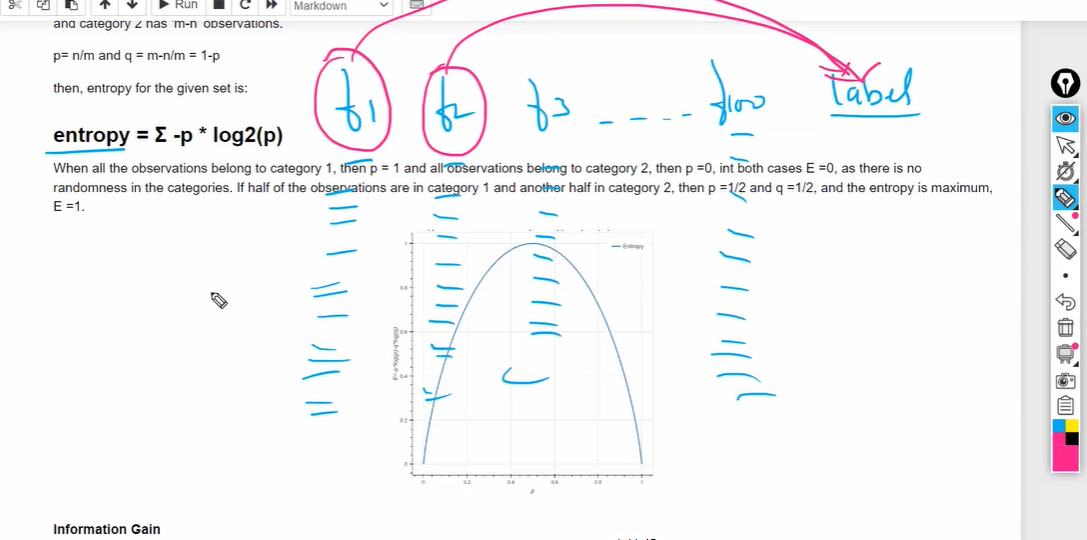 Run
Markdown
and category 2 has 'm-n' observations.
p= n/m and q = m-n/m = 1-p
then, entropy for the given set is:
f1 f2 f3 f100 label
entropy = Σ -p * log2(p)
When all the observations belong to category 1, then p = 1 and all observations belong to category 2, then p =0, int both cases E =0, as there is no
randomness in the categories. If half of the observations are in category 1 and another half in category 2, then p =1/2 and q =1/2, and the entropy is maximum,
E =1.
Entropy
1
0.8
0.6
0.4
0.2
0
0 0.2 0.4 0.6 0.8 1
p
Information Gain